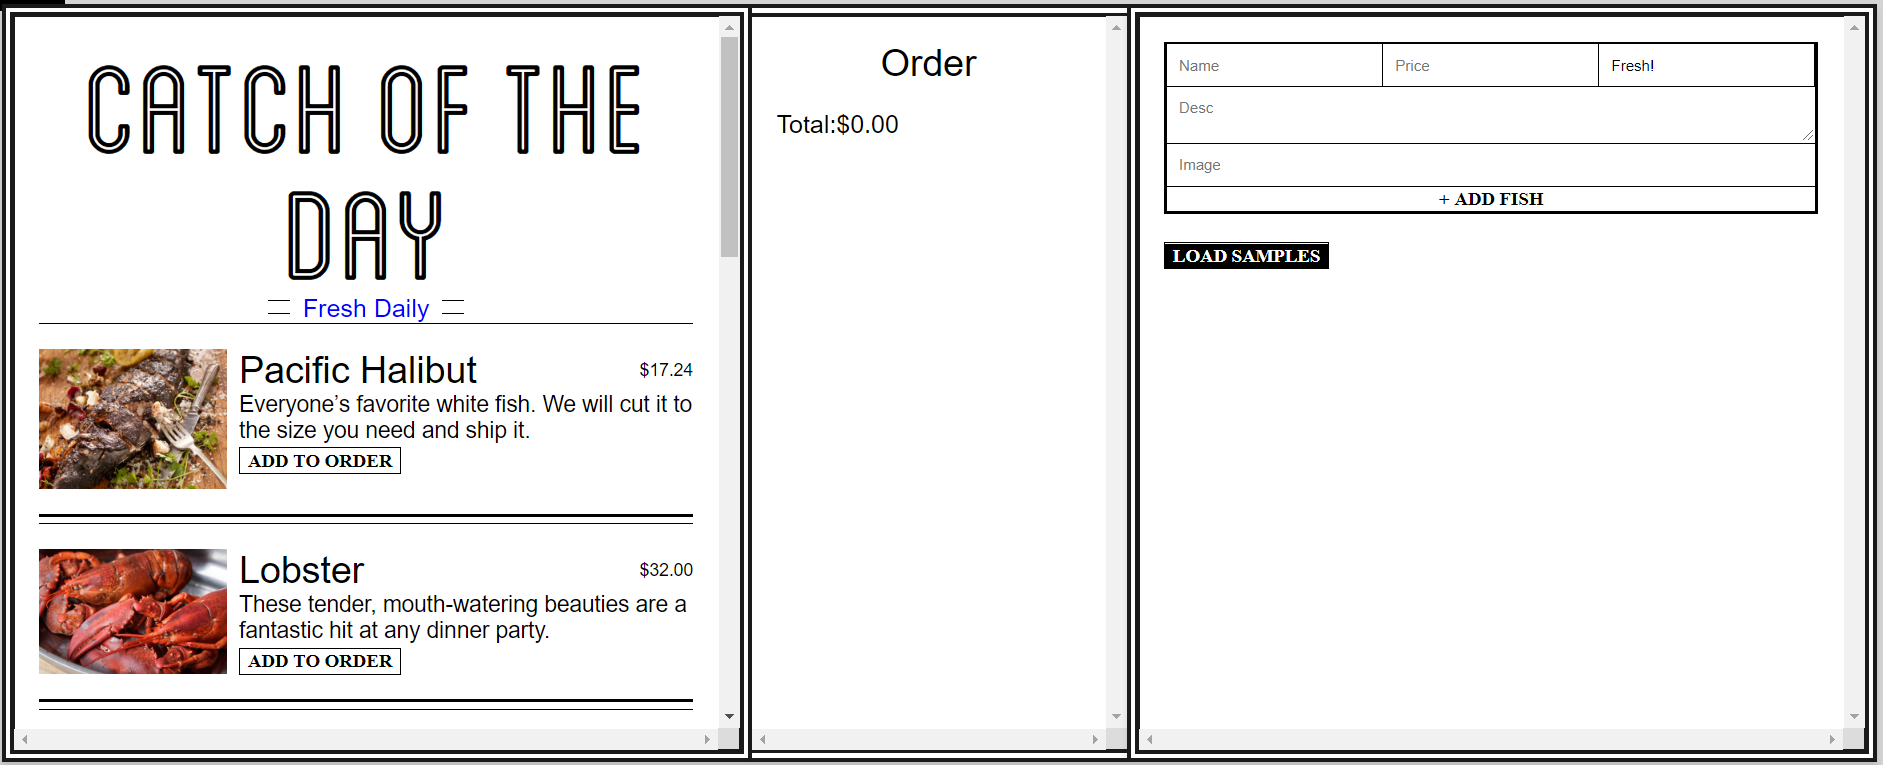 CATCH OF THE
DAY
Fresh Daily
Pacific Halibut
$17.24
Everyone’s favorite white fish. We will cut it to
the size you need and ship it.
ADD TO ORDER
Lobster
$32.00
These tender, mouth-watering beauties are a
fantastic hit at any dinner party.
ADD TO ORDER
Order
Total:$0.00
Name
Price
Fresh!
Desc
Image
+ ADD FISH
LOAD SAMPLES